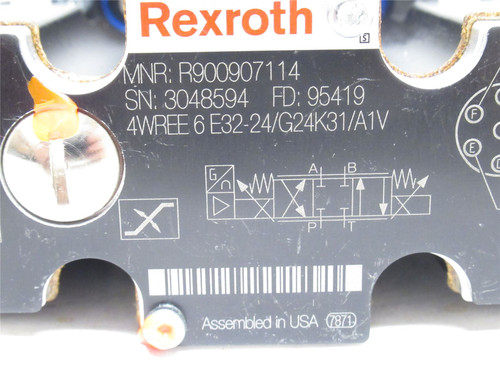 Rexroth
MNR: R900907114
SN: 3048594 FD: 95419
4WREE 6 E32-24/G24K31/A1V
G
A B
n
P T
F
E
Assembled in USA 7871